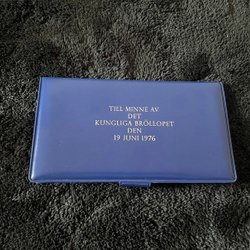 TILL MINNE AV
DET
KUNGLIGA BRÖLLOPET
DEN
19 JUNI 1976